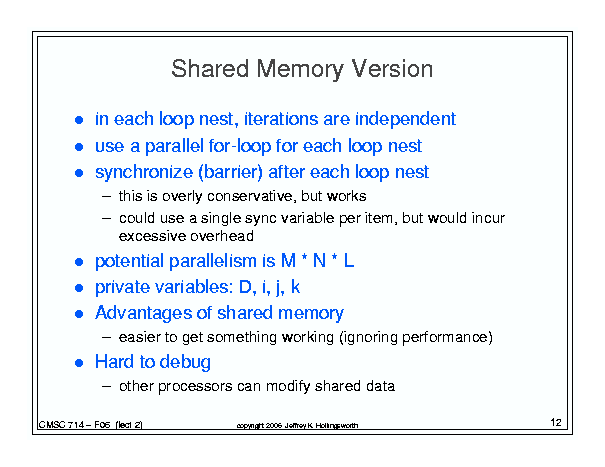 Shared Memory Version
● in each loop nest, iterations are independent
● use a parallel for-loop for each loop nest
● synchronize (barrier) after each loop nest
– this is overly conservative, but works
– could use a single sync variable per item, but would incur
excessive overhead
● potential parallelism is M * N * L
● private variables: D, i, j, k
● Advantages of shared memory
– easier to get something working (ignoring performance)
● Hard to debug
– other processors can modify shared data
CMSC 714 – F06 (lect 2)
copyright 2006 Jeffrey K. Hollingsworth
12